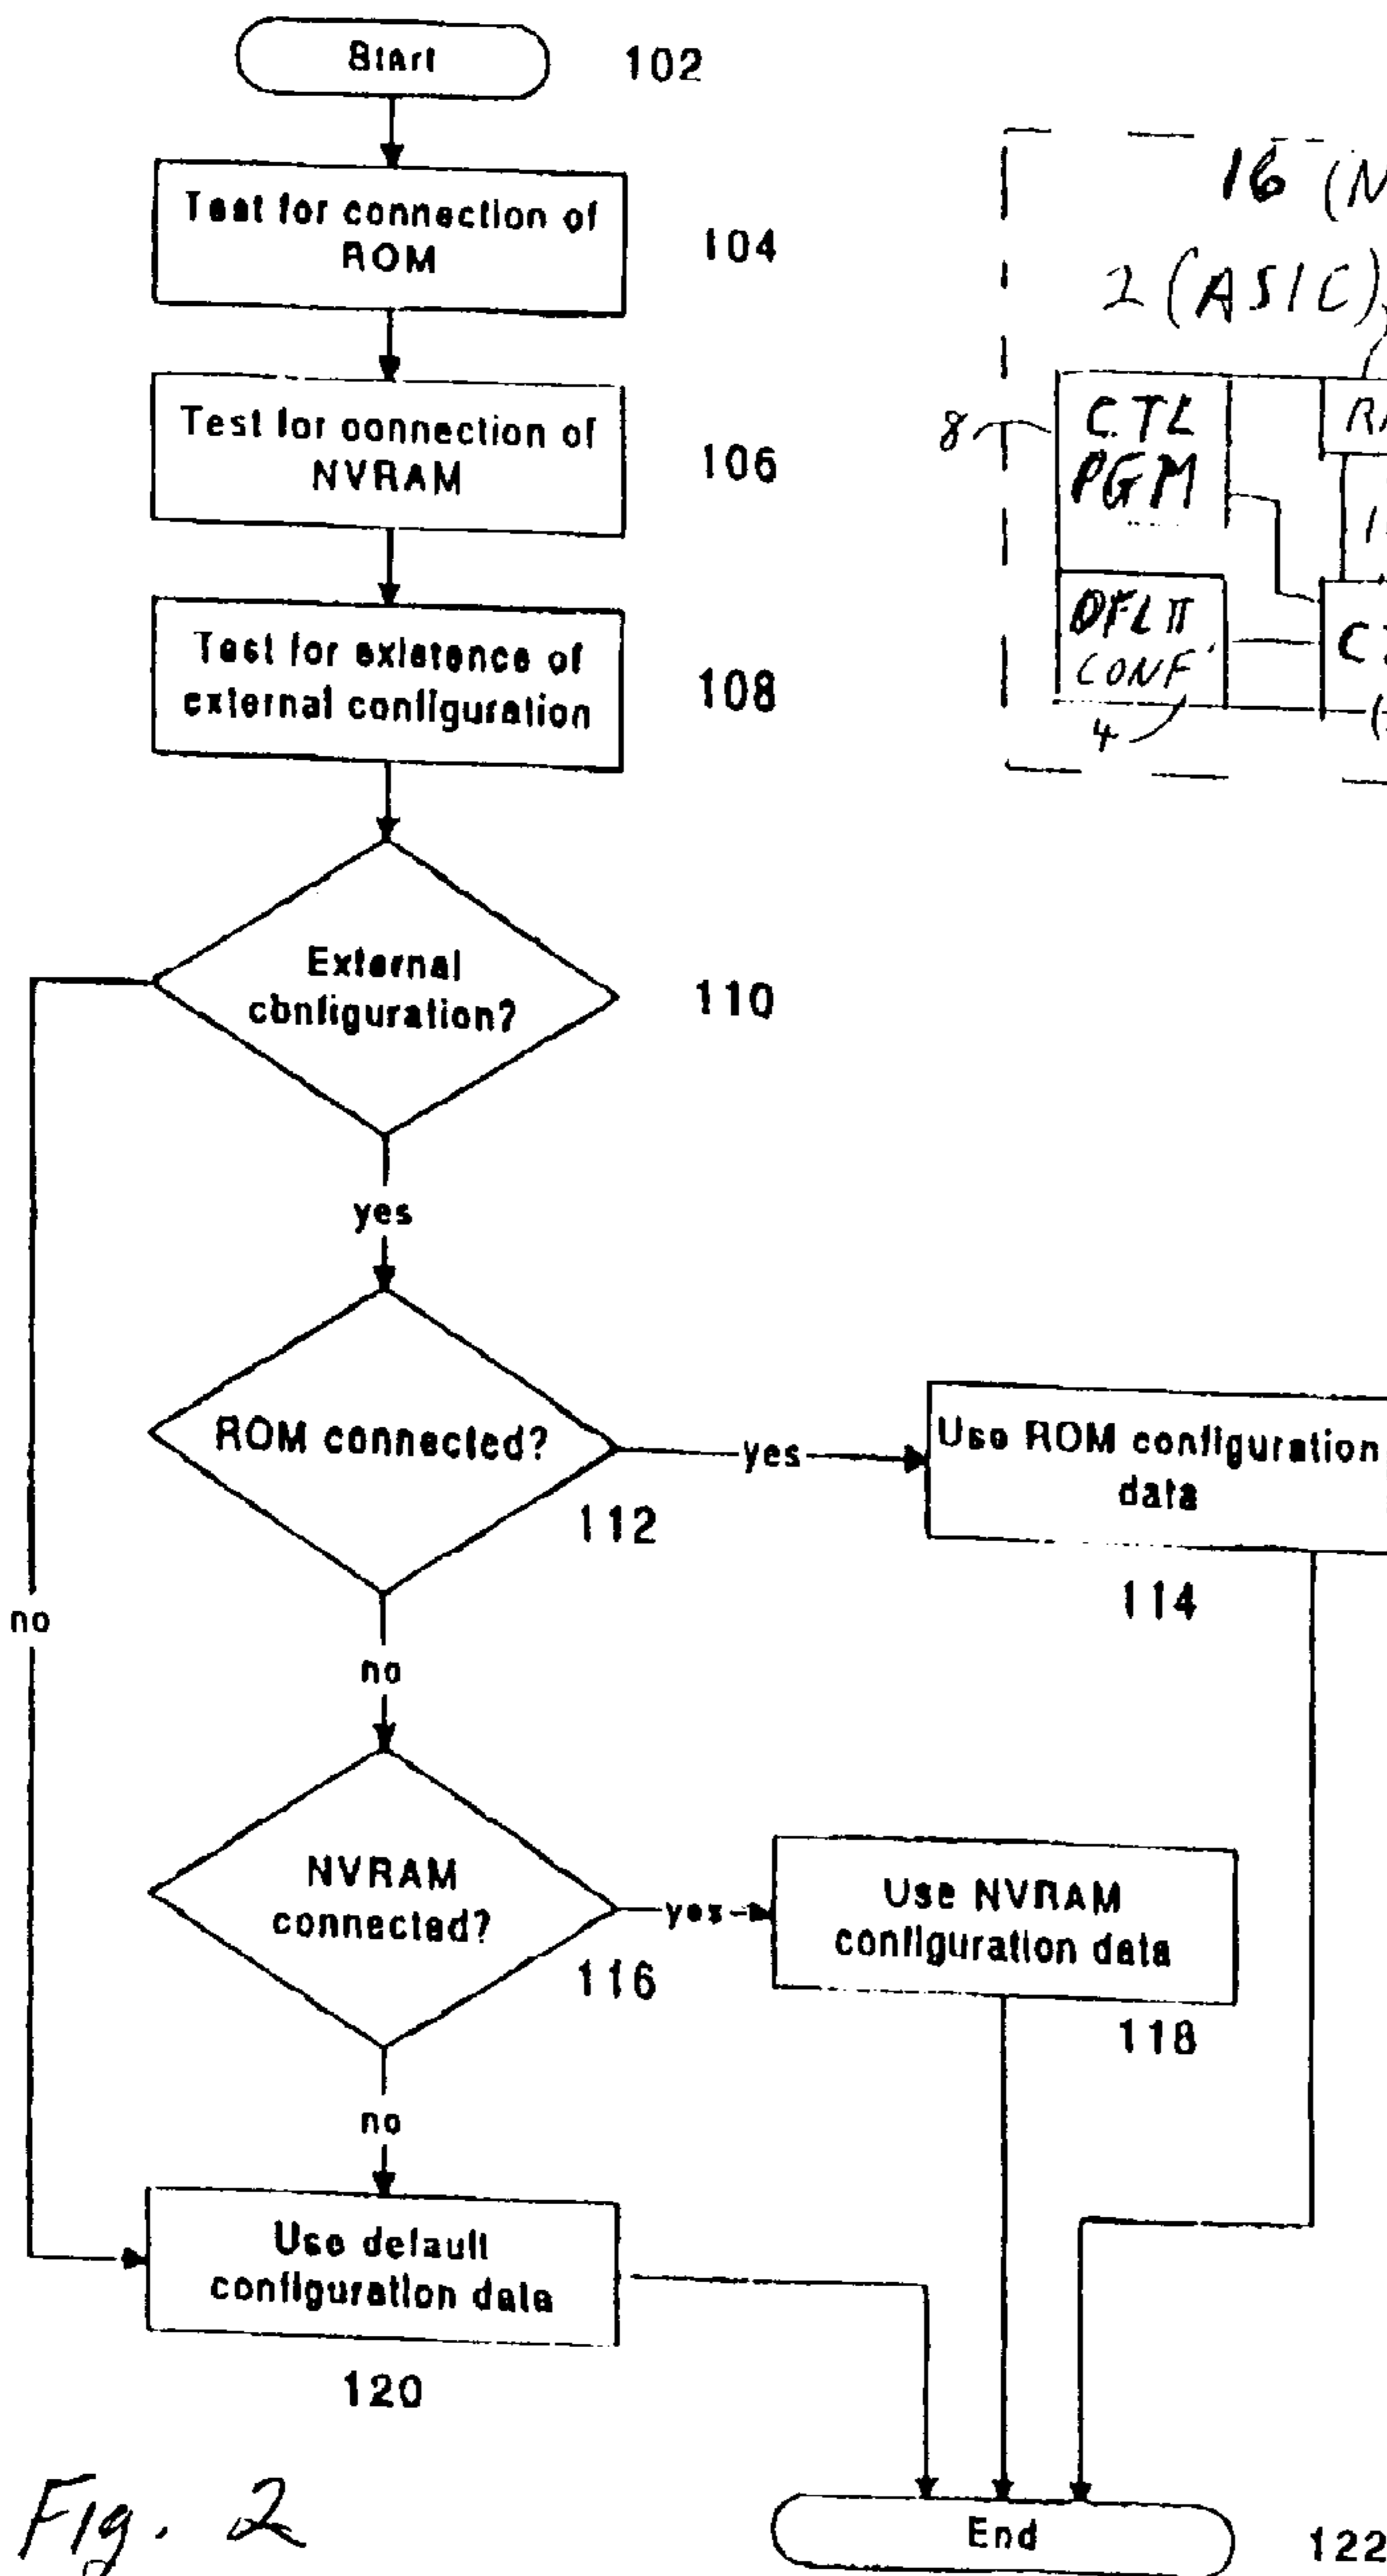 Start
102
Test for connection of
ROM
104
Test for connection of
NVRAM
106
Test for existence of
external configuration
108
External
configuration?
110
yes
no
ROM connected?
112
yes
Use ROM configuration
data
114
no
NVRAM
connected?
116
yes
Use NVRAM
configuration data
118
no
Use default
configuration data
120
End
122
Fig. 2
16 (N
2 (ASIC)
8
CTL
PGM
DFLT
CONF
4